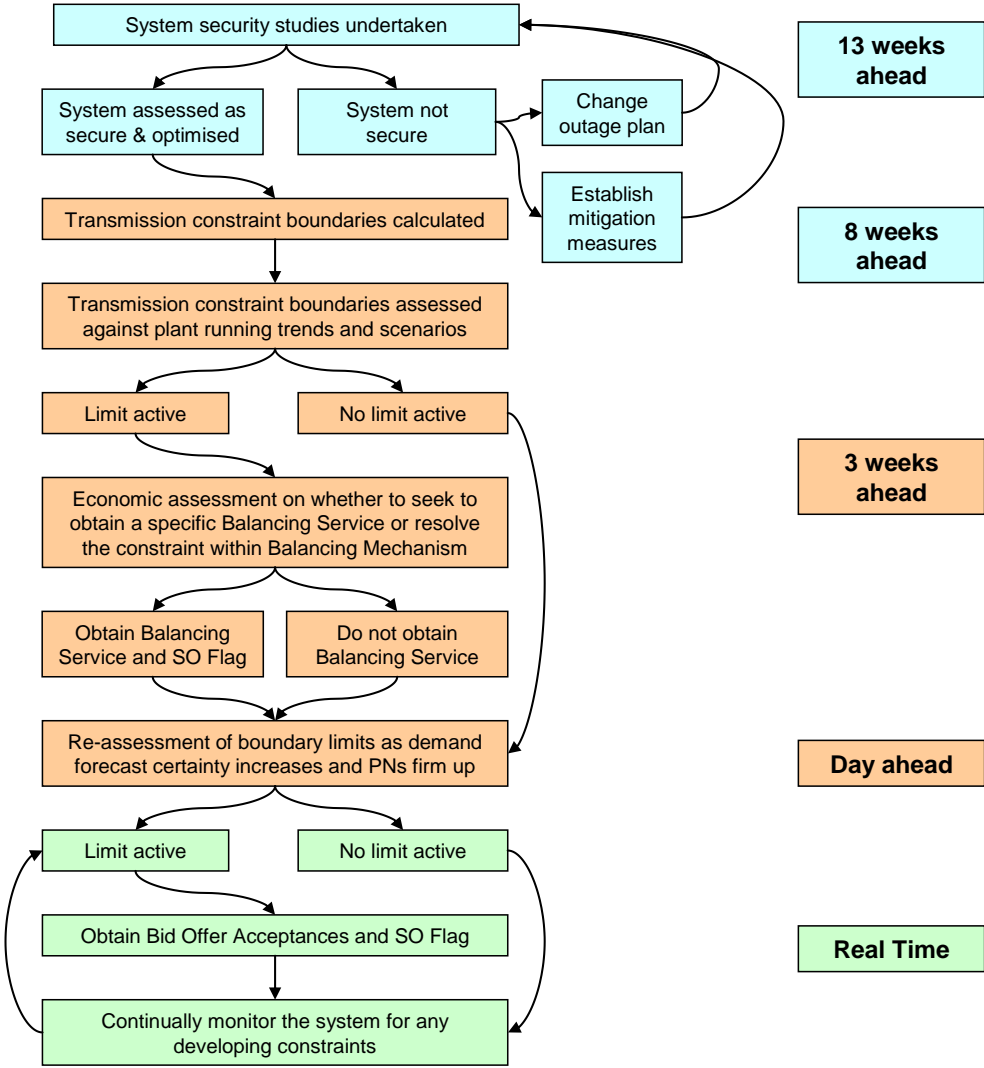 System security studies undertaken
13 weeks
ahead
System assessed as
secure & optimised
System not
secure
Change
outage plan
Establish
mitigation
measures
Transmission constraint boundaries calculated
8 weeks
ahead
Transmission constraint boundaries assessed
against plant running trends and scenarios
Limit active
No limit active
3 weeks
ahead
Economic assessment on whether to seek to
obtain a specific Balancing Service or resolve
the constraint within Balancing Mechanism
Obtain Balancing
Service and SO Flag
Do not obtain
Balancing Service
Re-assessment of boundary limits as demand
forecast certainty increases and PNs firm up
Day ahead
Limit active
No limit active
Obtain Bid Offer Acceptances and SO Flag
Real Time
Continually monitor the system for any
developing constraints